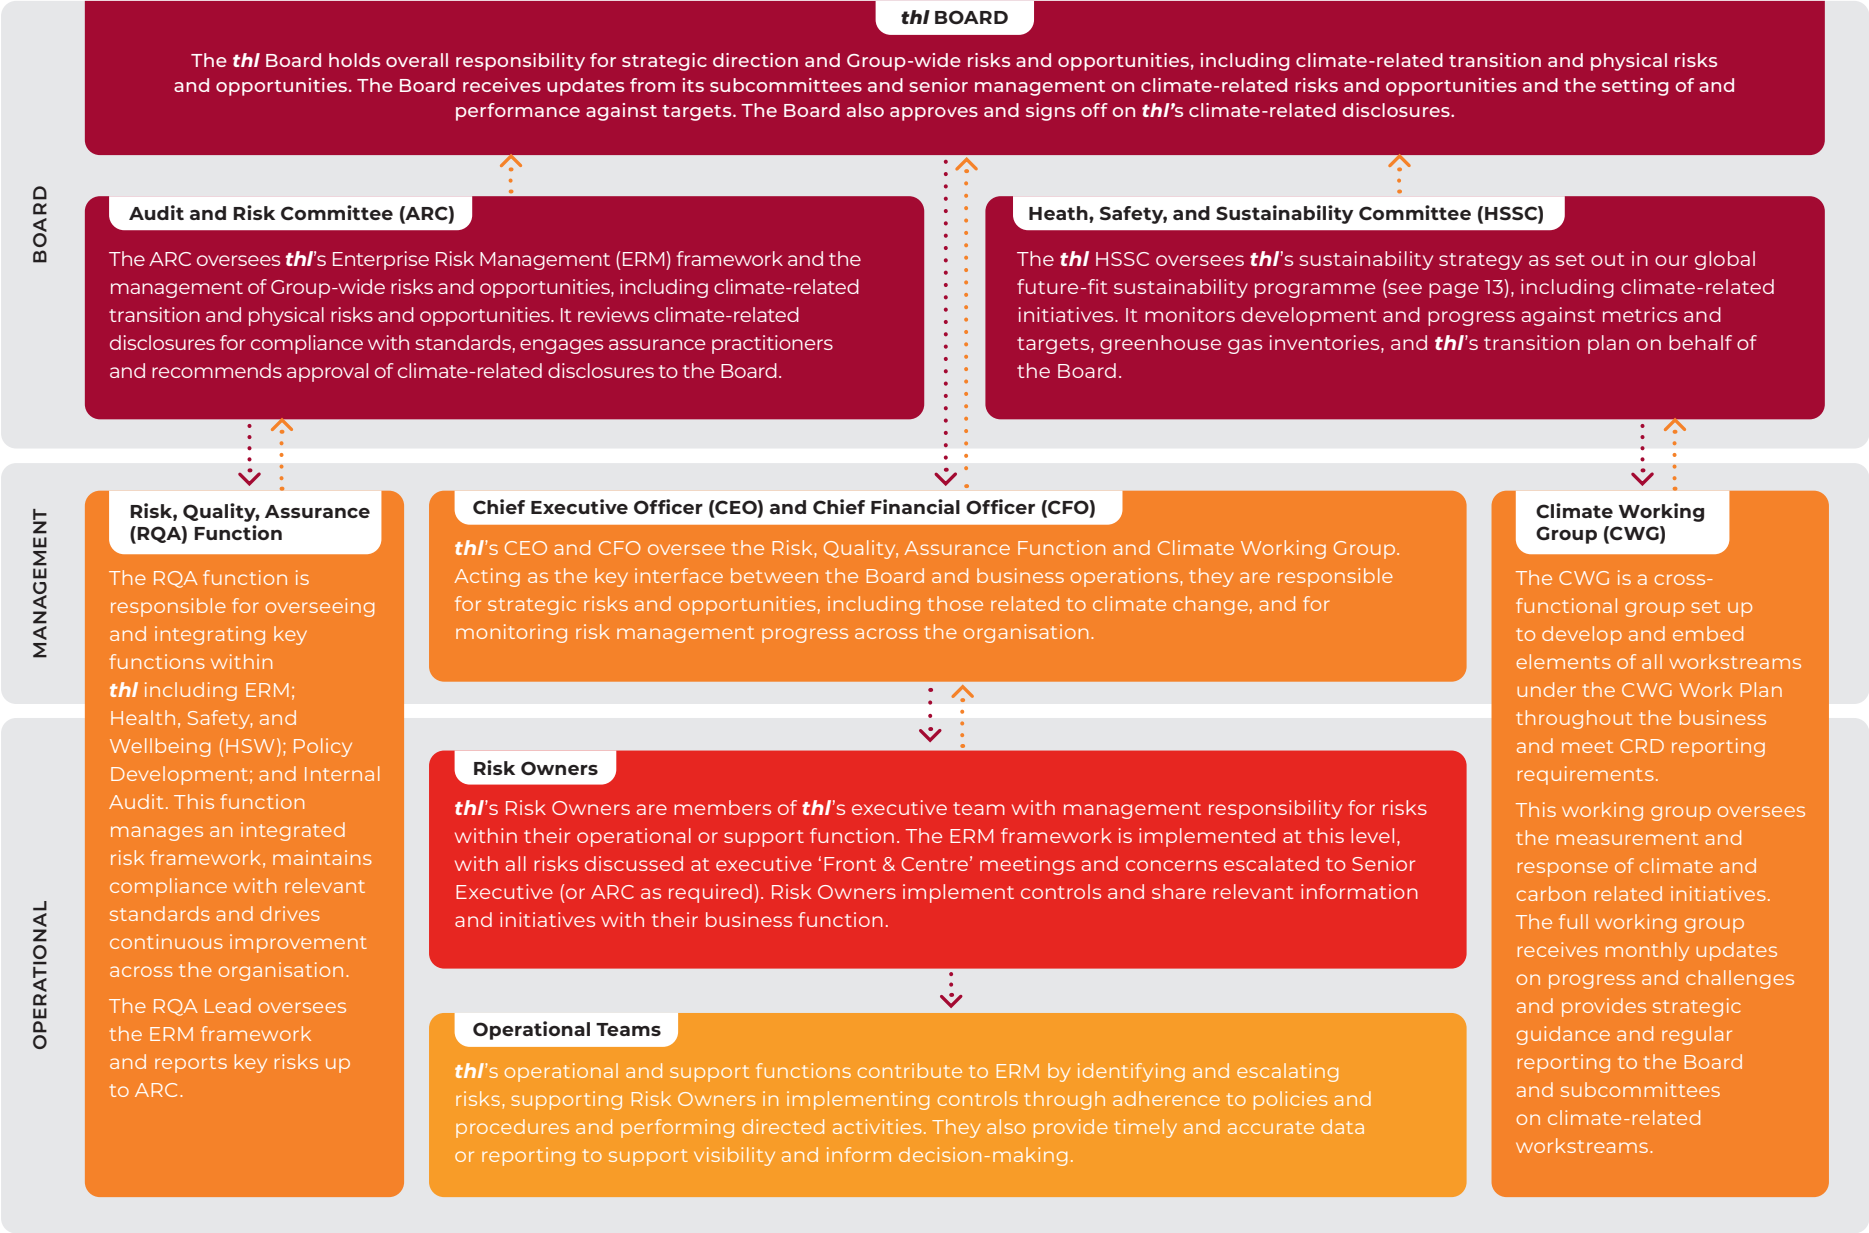 thl BOARD
The thl Board holds overall responsibility for strategic direction and Group-wide risks and opportunities, including climate-related transition and physical risks
and opportunities. The Board receives updates from its subcommittees and senior management on climate-related risks and opportunities and the setting of and
performance against targets. The Board also approves and signs off on thl’s climate-related disclosures.
BOARD
Audit and Risk Committee (ARC)
The ARC oversees thl’s Enterprise Risk Management (ERM) framework and the
management of Group-wide risks and opportunities, including climate-related
transition and physical risks and opportunities. It reviews climate-related
disclosures for compliance with standards, engages assurance practitioners
and recommends approval of climate-related disclosures to the Board.
Heath, Safety, and Sustainability Committee (HSSC)
The thl HSSC oversees thl’s sustainability strategy as set out in our global
future-fit sustainability programme (see page 13), including climate-related
initiatives. It monitors development and progress against metrics and
targets, greenhouse gas inventories, and thl’s transition plan on behalf of
the Board.
MANAGEMENT
Risk, Quality, Assurance
(RQA) Function
The RQA function is
responsible for overseeing
and integrating key
functions within
thl including ERM;
Health, Safety, and
Wellbeing (HSW); Policy
Development; and Internal
Audit. This function
manages an integrated
risk framework, maintains
compliance with relevant
standards and drives
continuous improvement
across the organisation.
The RQA Lead oversees
the ERM framework
and reports key risks up
to ARC.
Chief Executive Officer (CEO) and Chief Financial Officer (CFO)
thl’s CEO and CFO oversee the Risk, Quality, Assurance Function and Climate Working Group.
Acting as the key interface between the Board and business operations, they are responsible
for strategic risks and opportunities, including those related to climate change, and for
monitoring risk management progress across the organisation.
Climate Working
Group (CWG)
The CWG is a cross-
functional group set up
to develop and embed
elements of all workstreams
under the CWG Work Plan
throughout the business
and meet CRD reporting
requirements.
This working group oversees
the measurement and
response of climate and
carbon related initiatives.
The full working group
receives monthly updates
on progress and challenges
and provides strategic
guidance and regular
reporting to the Board
and subcommittees
on climate-related
workstreams.
OPERATIONAL
Risk Owners
thl’s Risk Owners are members of thl’s executive team with management responsibility for risks
within their operational or support function. The ERM framework is implemented at this level,
with all risks discussed at executive ‘Front & Centre’ meetings and concerns escalated to Senior
Executive (or ARC as required). Risk Owners implement controls and share relevant information
and initiatives with their business function.
Operational Teams
thl’s operational and support functions contribute to ERM by identifying and escalating
risks, supporting Risk Owners in implementing controls through adherence to policies and
procedures and performing directed activities. They also provide timely and accurate data
or reporting to support visibility and inform decision-making.